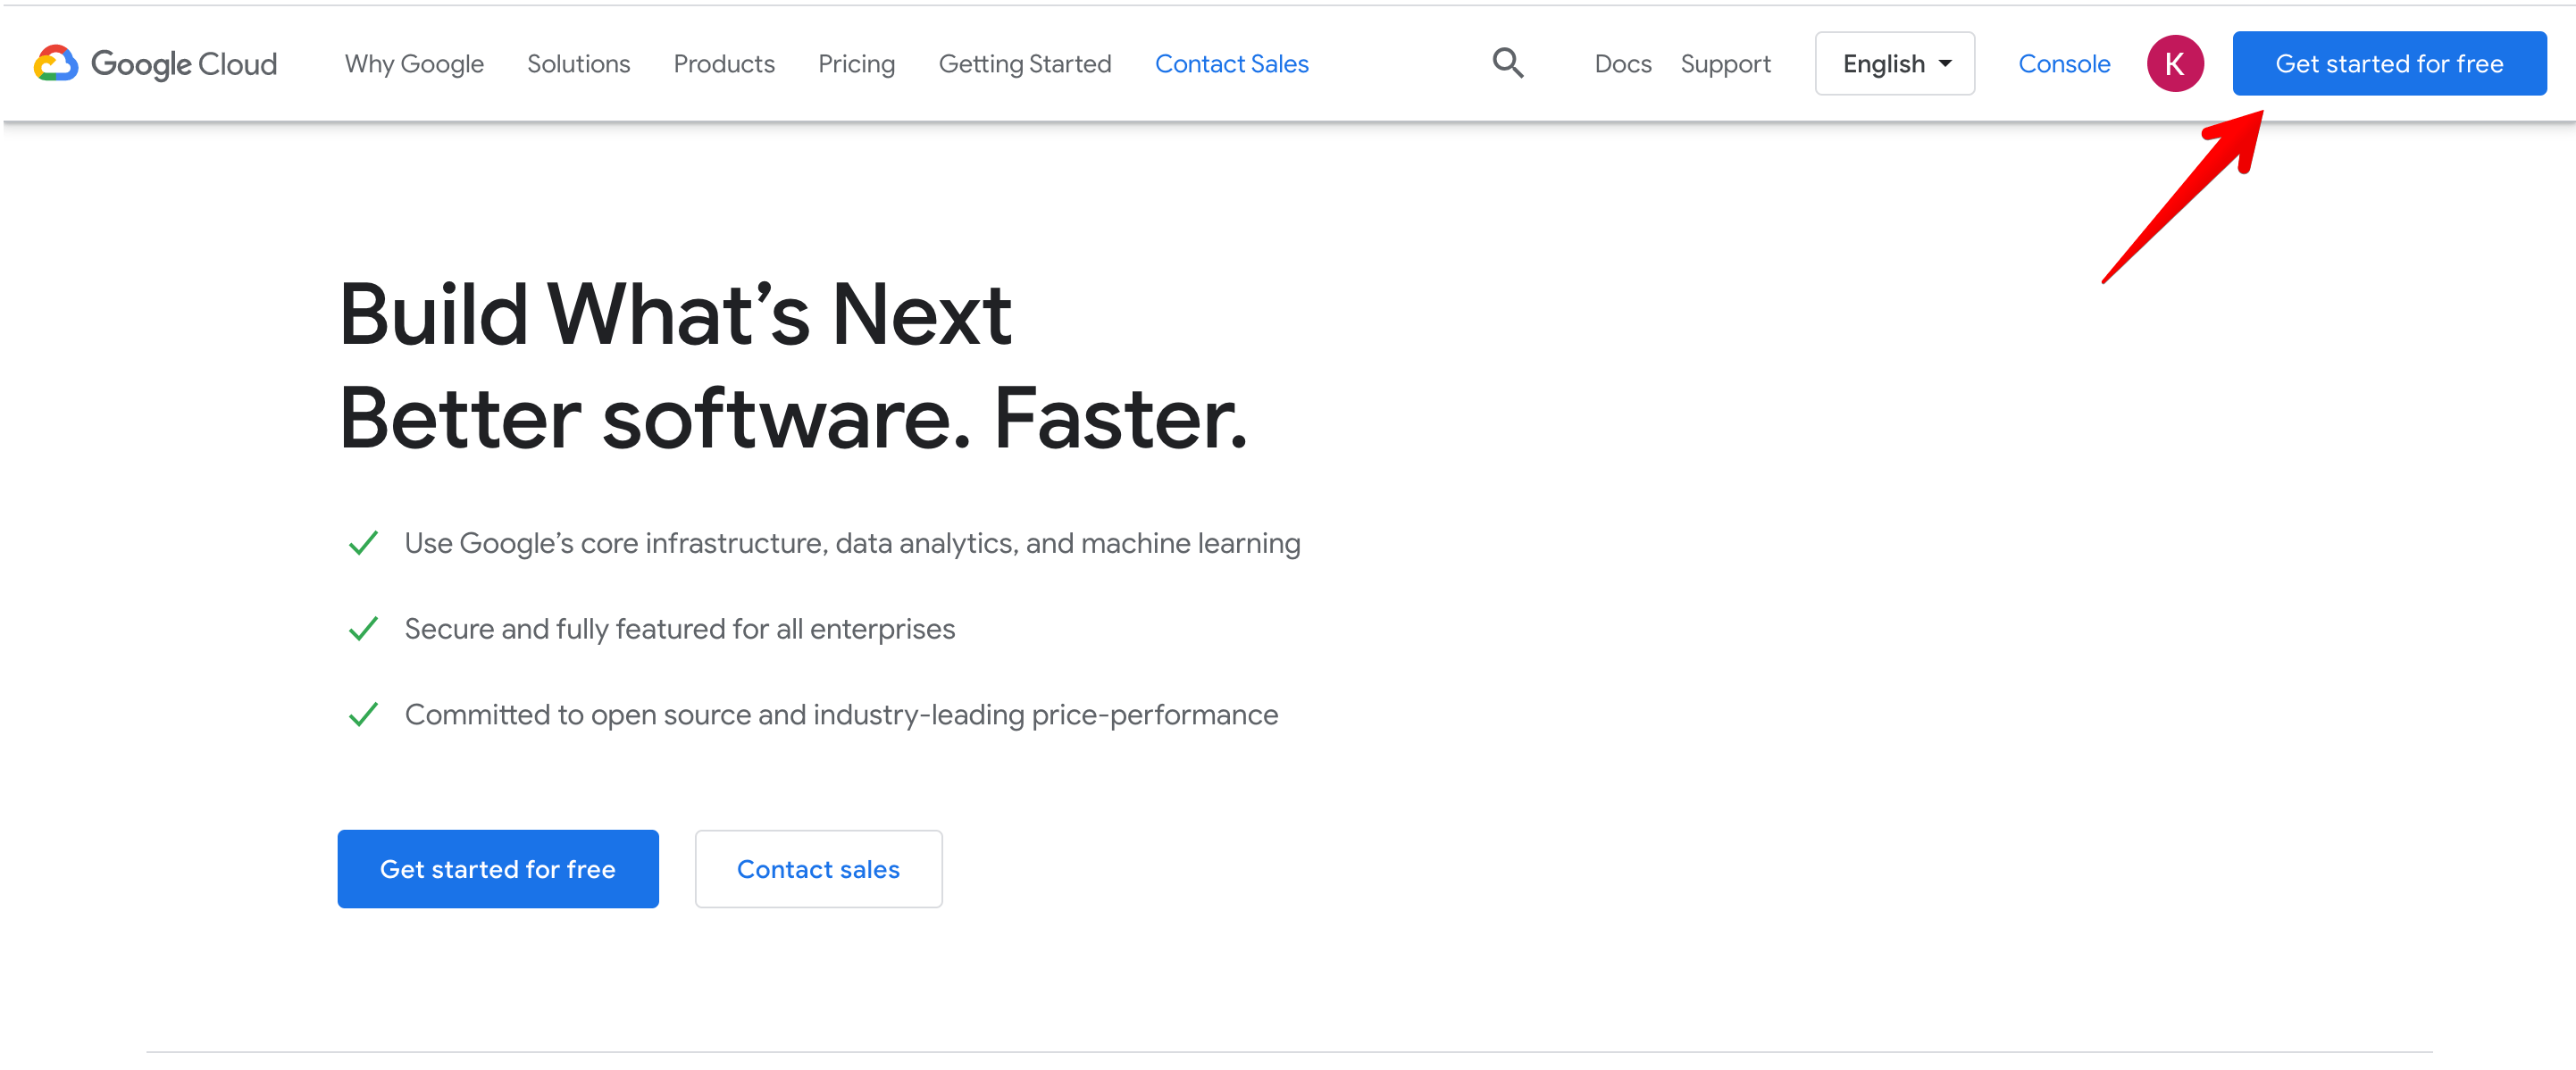 Google Cloud Why Google Solutions Products Pricing Getting Started Contact Sales Docs Support English Console K Get started for free
Build What’s Next
Better software. Faster.
Use Google’s core infrastructure, data analytics, and machine learning
Secure and fully featured for all enterprises
Committed to open source and industry-leading price-performance
Get started for free Contact sales